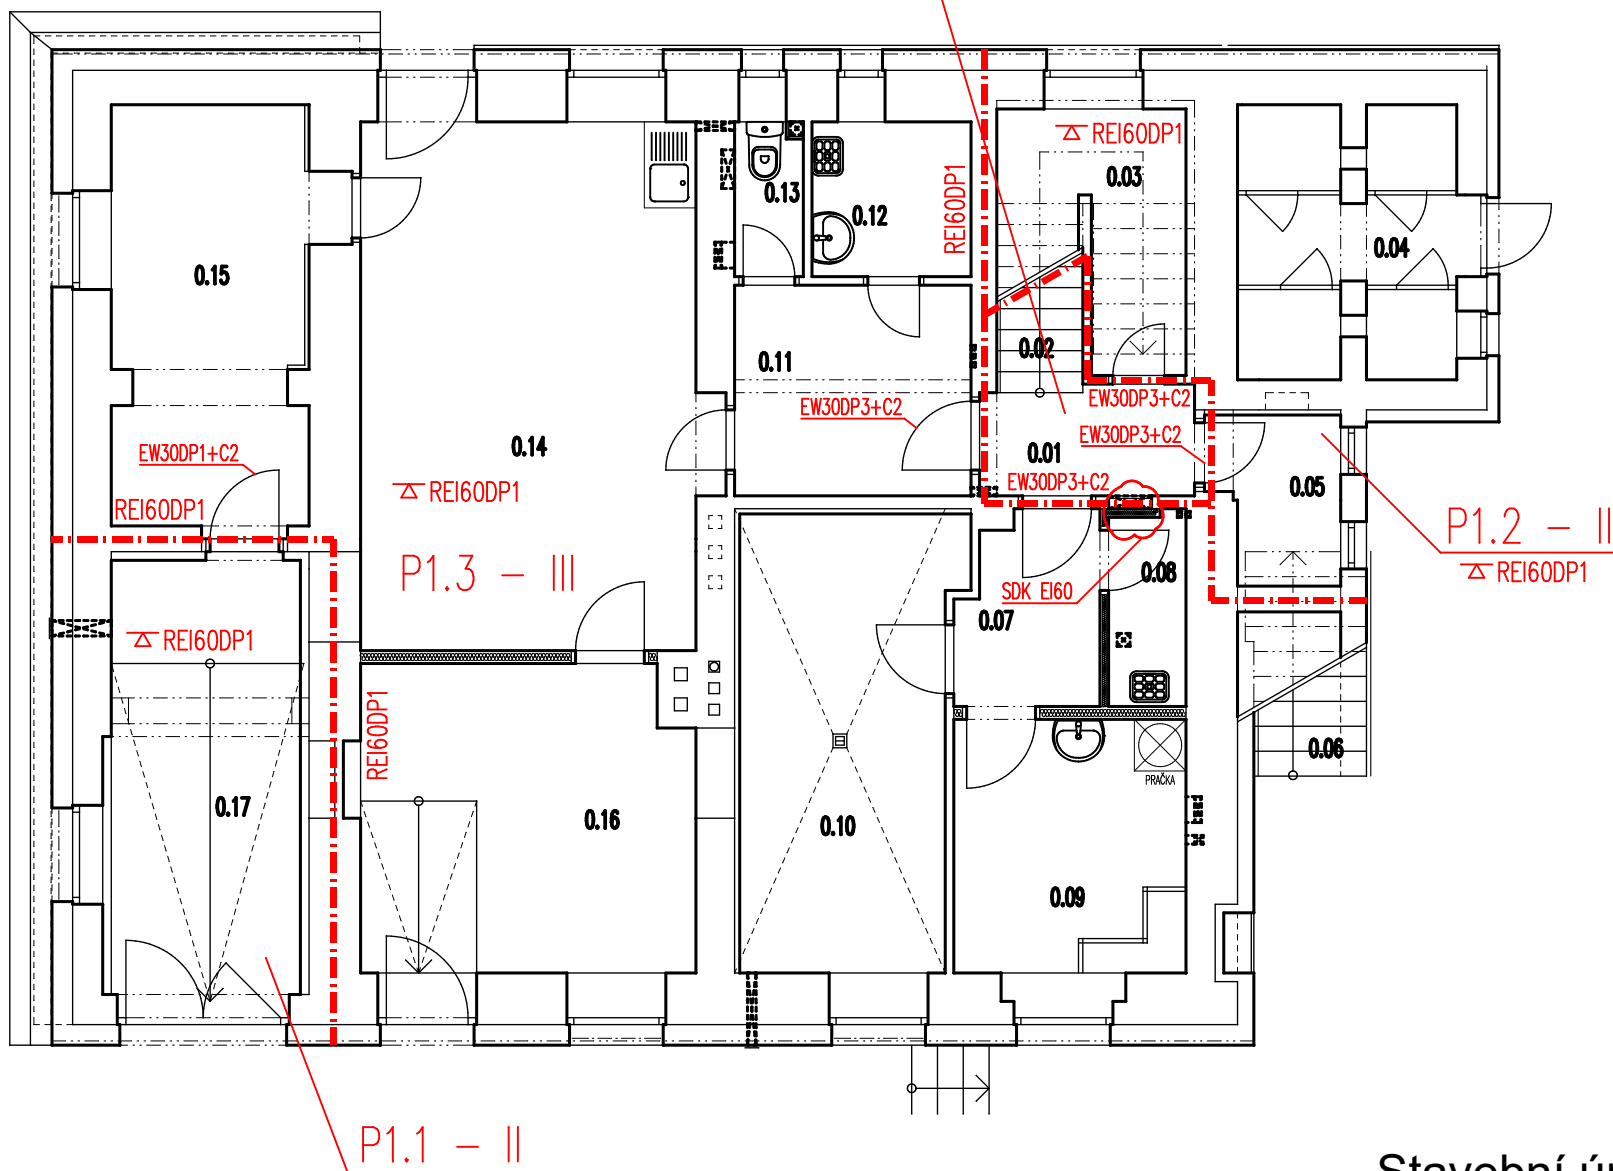 REI60DP1
0.03
0.13
0.12
REI60DP1
0.04
0.15
0.02
0.11
EW30DP3+C2
EW30DP3+C2
EW30DP3+C2
0.14
EW30DP1+C2
0.01
EW30DP3+C2
0.05
REI60DP1
REI60DP1
P1.2 - II
REI60DP1
P1.3 - III
0.08
SDK EI60
0.07
REI60DP1
REI60DP1
0.06
PRAČKA
0.17
0.16
0.10
0.09
P1.1 - II
Stavební